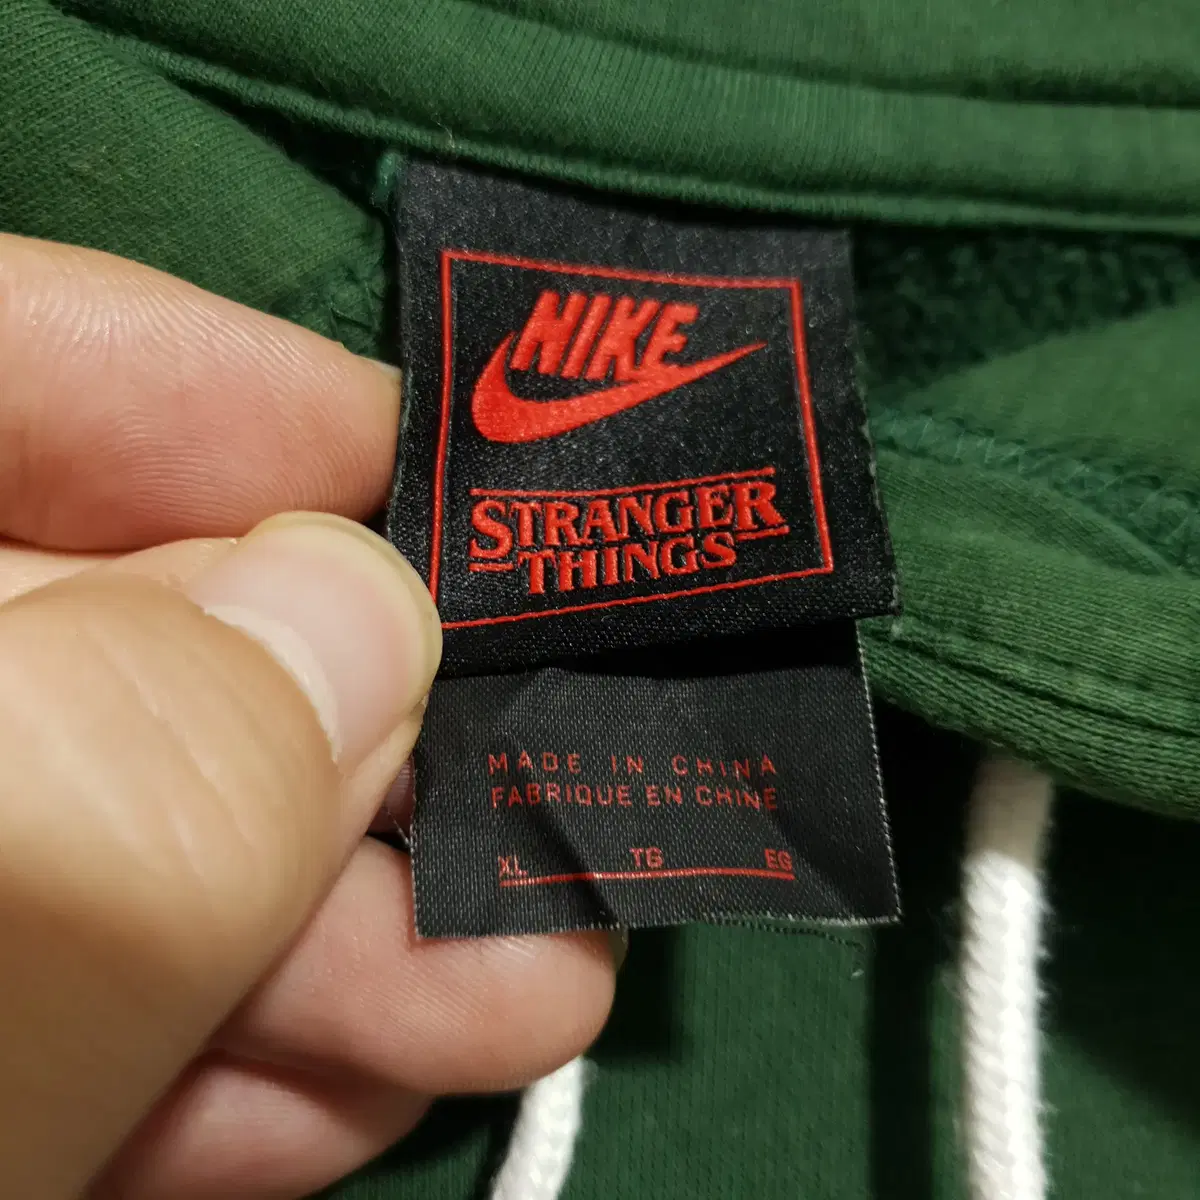 NIKE
STRANGER
THINGS
MADE IN CHINA
FABRIQUE EN CHINE
XL TG EG